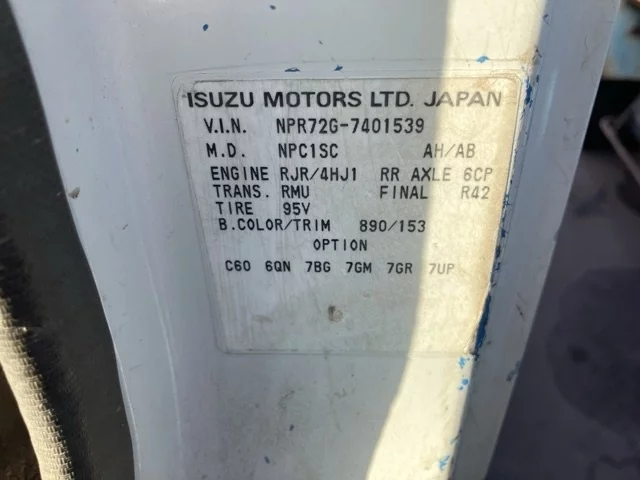 ISUZU MOTORS LTD. JAPAN
V.I.N. NPR72G-7401539
M.D. NPC1SC AH/AB
ENGINE RJR/4HJ1 RR AXLE 6CP
TRANS. RMU FINAL R42
TIRE 95V
B.COLOR/TRIM 890/153
OPTION
C60 6QN 7BG 7GM 7GR 7UP